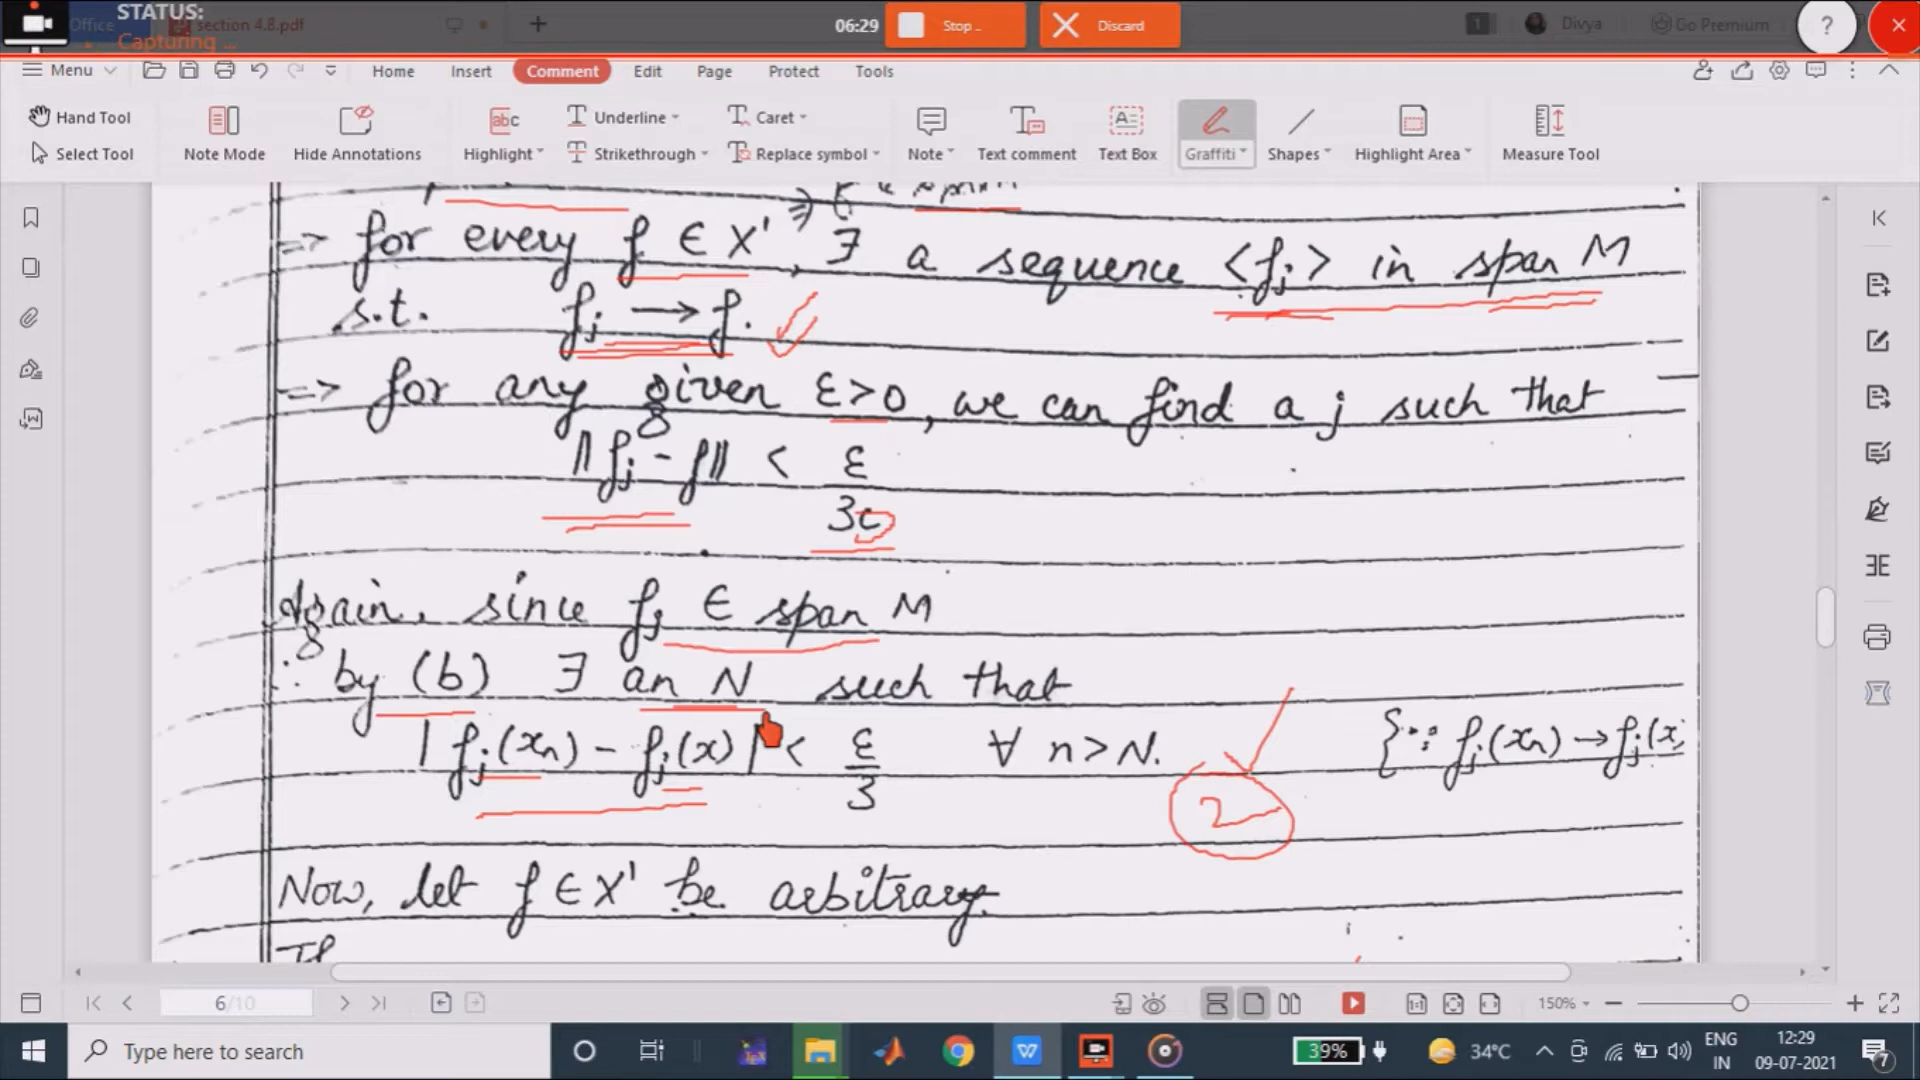 STATUS:
Capturing ...
Office
section 4.8.pdf
06:29
Stop ..
Discard
1
Divya
Go Premium
?
Menu
Home
Insert
Comment
Edit
Page
Protect
Tools
Hand Tool
Select Tool
Note Mode
Hide Annotations
Highlight
Underline
Strikethrough
Caret
Replace symbol
Note
Text comment
Text Box
Graffiti
Shapes
Highlight Area
Measure Tool
=> for every f ∈ X', ∃ a sequence <fj> in span M
s.t. fj → f.
=> for any given ε>0, we can find a j such that
‖fj - f‖ < ε/3c
Again, since fj ∈ span M
∴ by (b) ∃ an N such that
|fj(xn) - fj(x)| < ε/3 ∀ n>N. {∵ fj(xn) → fj(x)
2
Now, let f ∈ X' be arbitrary.
6/10
150%
Type here to search
39%
34°C
ENG
IN
12:29
09-07-2021
7